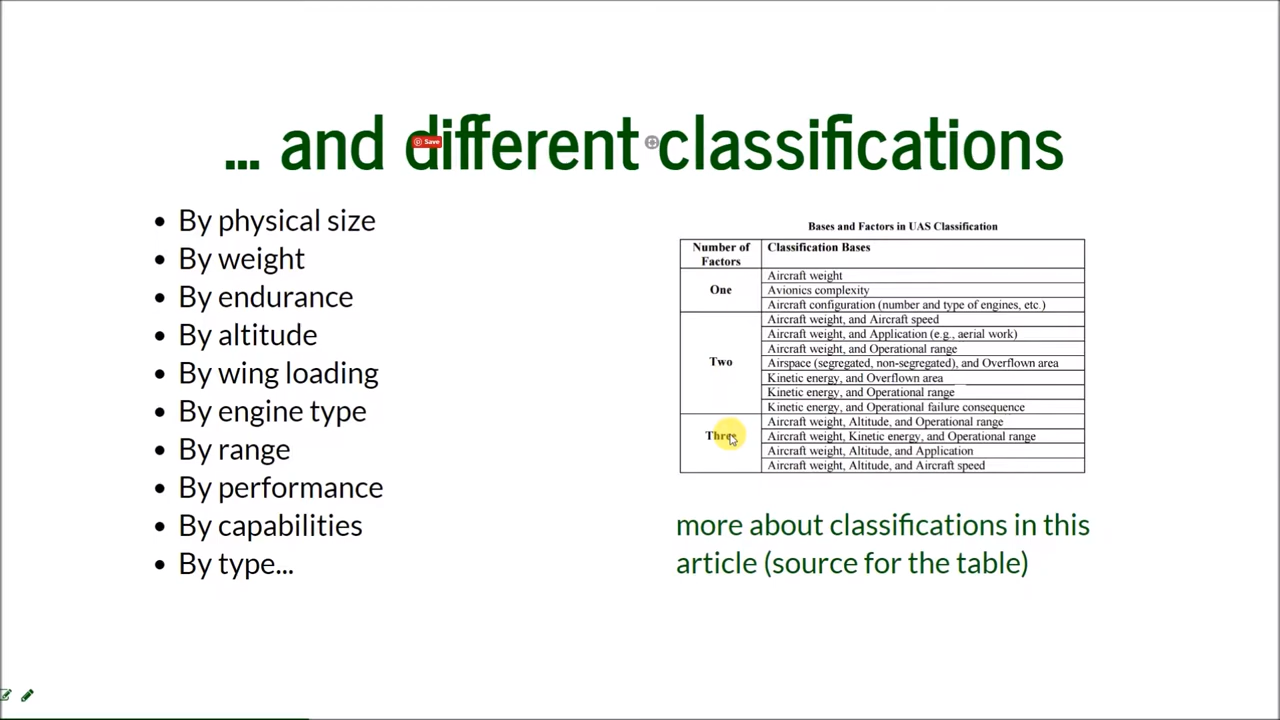 ... and different classifications
Save
• By physical size
• By weight
• By endurance
• By altitude
• By wing loading
• By engine type
• By range
• By performance
• By capabilities
• By type...
Bases and Factors in UAS Classification
Number of Factors Classification Bases
One
Aircraft weight
Avionics complexity
Aircraft configuration (number and type of engines, etc.)
Two
Aircraft weight, and Aircraft speed
Aircraft weight, and Application (e.g., aerial work)
Aircraft weight, and Operational range
Airspace (segregated, non-segregated), and Overflown area
Kinetic energy, and Overflown area
Kinetic energy, and Operational range
Kinetic energy, and Operational failure consequence
Three
Aircraft weight, Altitude, and Operational range
Aircraft weight, Kinetic energy, and Operational range
Aircraft weight, Altitude, and Application
Aircraft weight, Altitude, and Aircraft speed
more about classifications in this
article (source for the table)